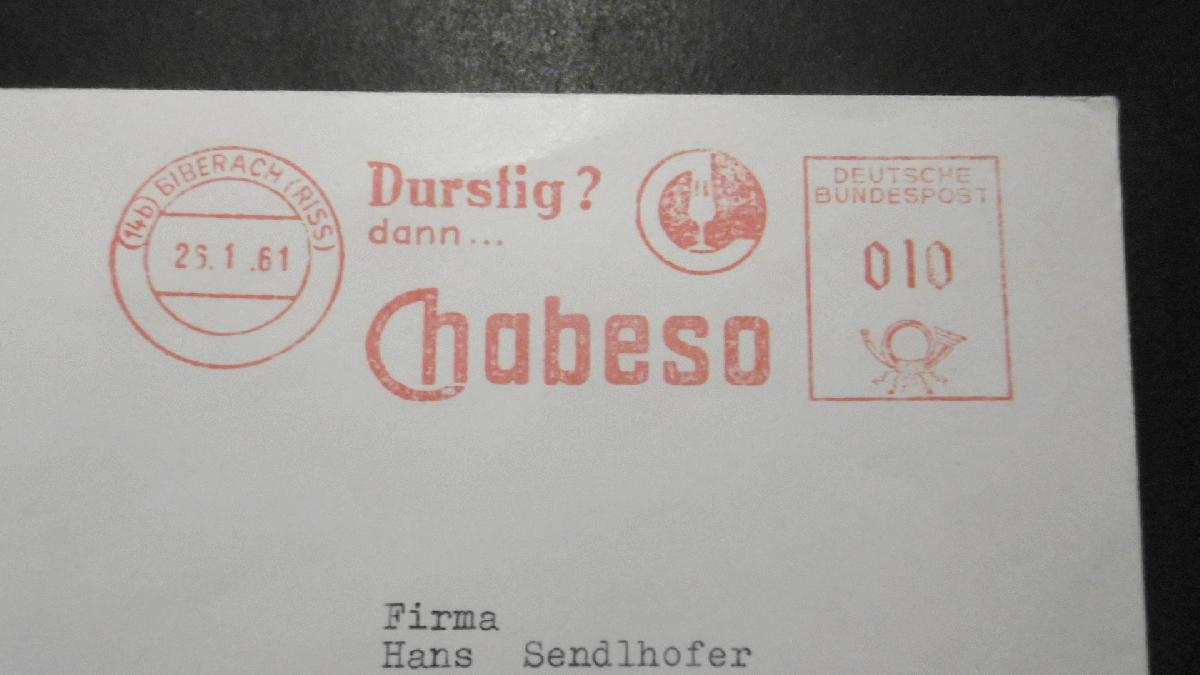 (14b) BIBERACH (RISS)
26.1.61
Durstig?
dann...
Chabeso
DEUTSCHE
BUNDESPOST
010
Firma
Hans Sendlhofer